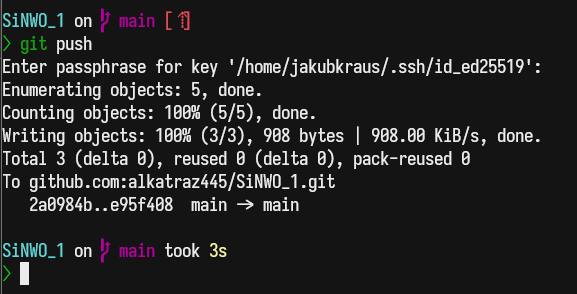 SiNWO_1 on main [⇡]
❯ git push
Enter passphrase for key '/home/jakubkraus/.ssh/id_ed25519':
Enumerating objects: 5, done.
Counting objects: 100% (5/5), done.
Writing objects: 100% (3/3), 908 bytes | 908.00 KiB/s, done.
Total 3 (delta 0), reused 0 (delta 0), pack-reused 0
To github.com:alkatraz445/SiNWO_1.git
   2a0984b..e95f408  main -> main
SiNWO_1 on main took 3s
❯